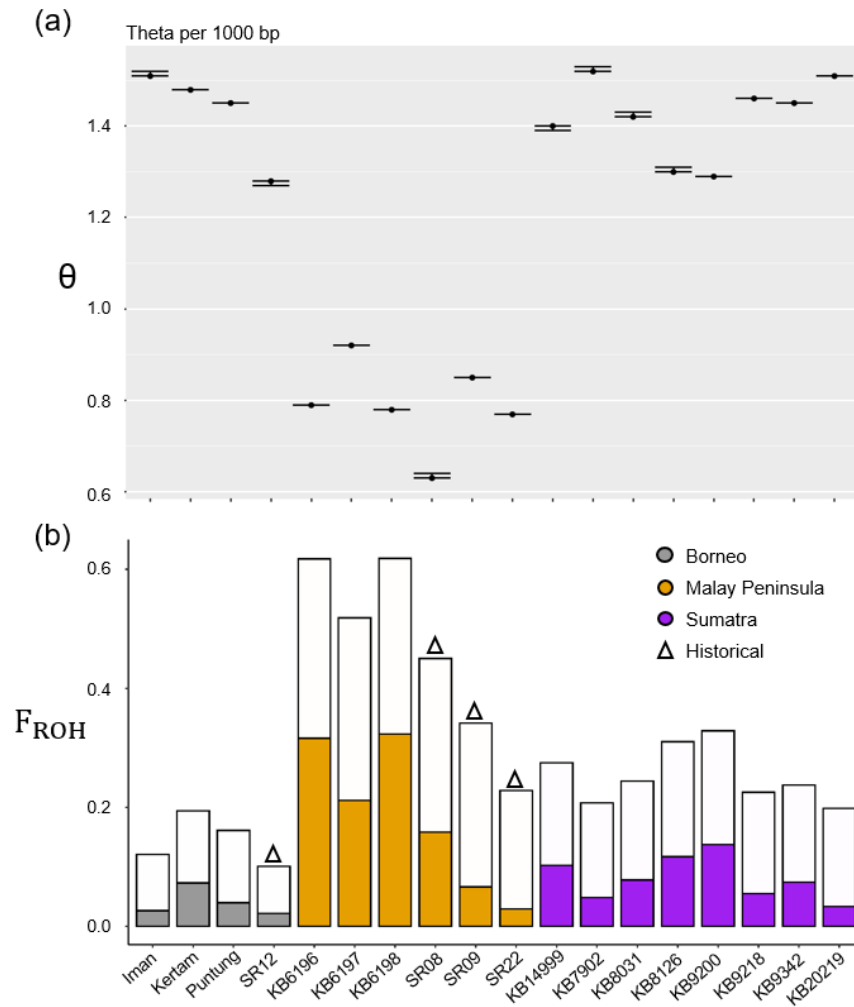 (a)
Theta per 1000 bp
1.4
1.2
θ
1.0
0.8
0.6
(b)
0.6
Borneo
Malay Peninsula
Sumatra
Historical
0.4
F_ROH
0.2
0.0
Iman Kertam Puntung SR12 KB6196 KB6197 KB6198 SR08 SR09 SR22 KB14999 KB7902 KB8031 KB8126 KB9200 KB9218 KB9342 KB20219